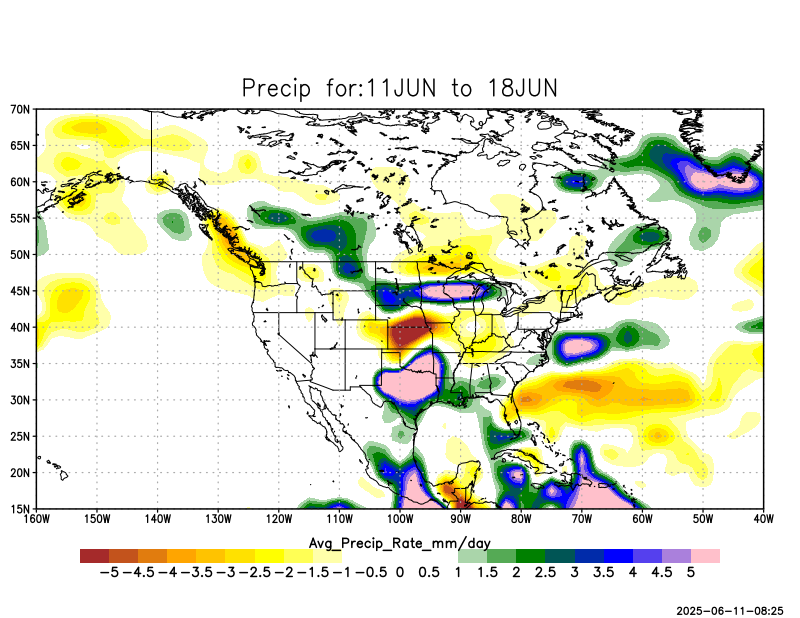 Precip for:11JUN to 18JUN
70N
65N
60N
55N
50N
45N
40N
35N
30N
25N
20N
15N
160W 150W 140W 130W 120W 110W 100W 90W 80W 70W 60W 50W 40W
Avg_Precip_Rate_mm/day
-5 -4.5 -4 -3.5 -3 -2.5 -2 -1.5 -1 -0.5 0 0.5 1 1.5 2 2.5 3 3.5 4 4.5 5
2025-06-11-08:25